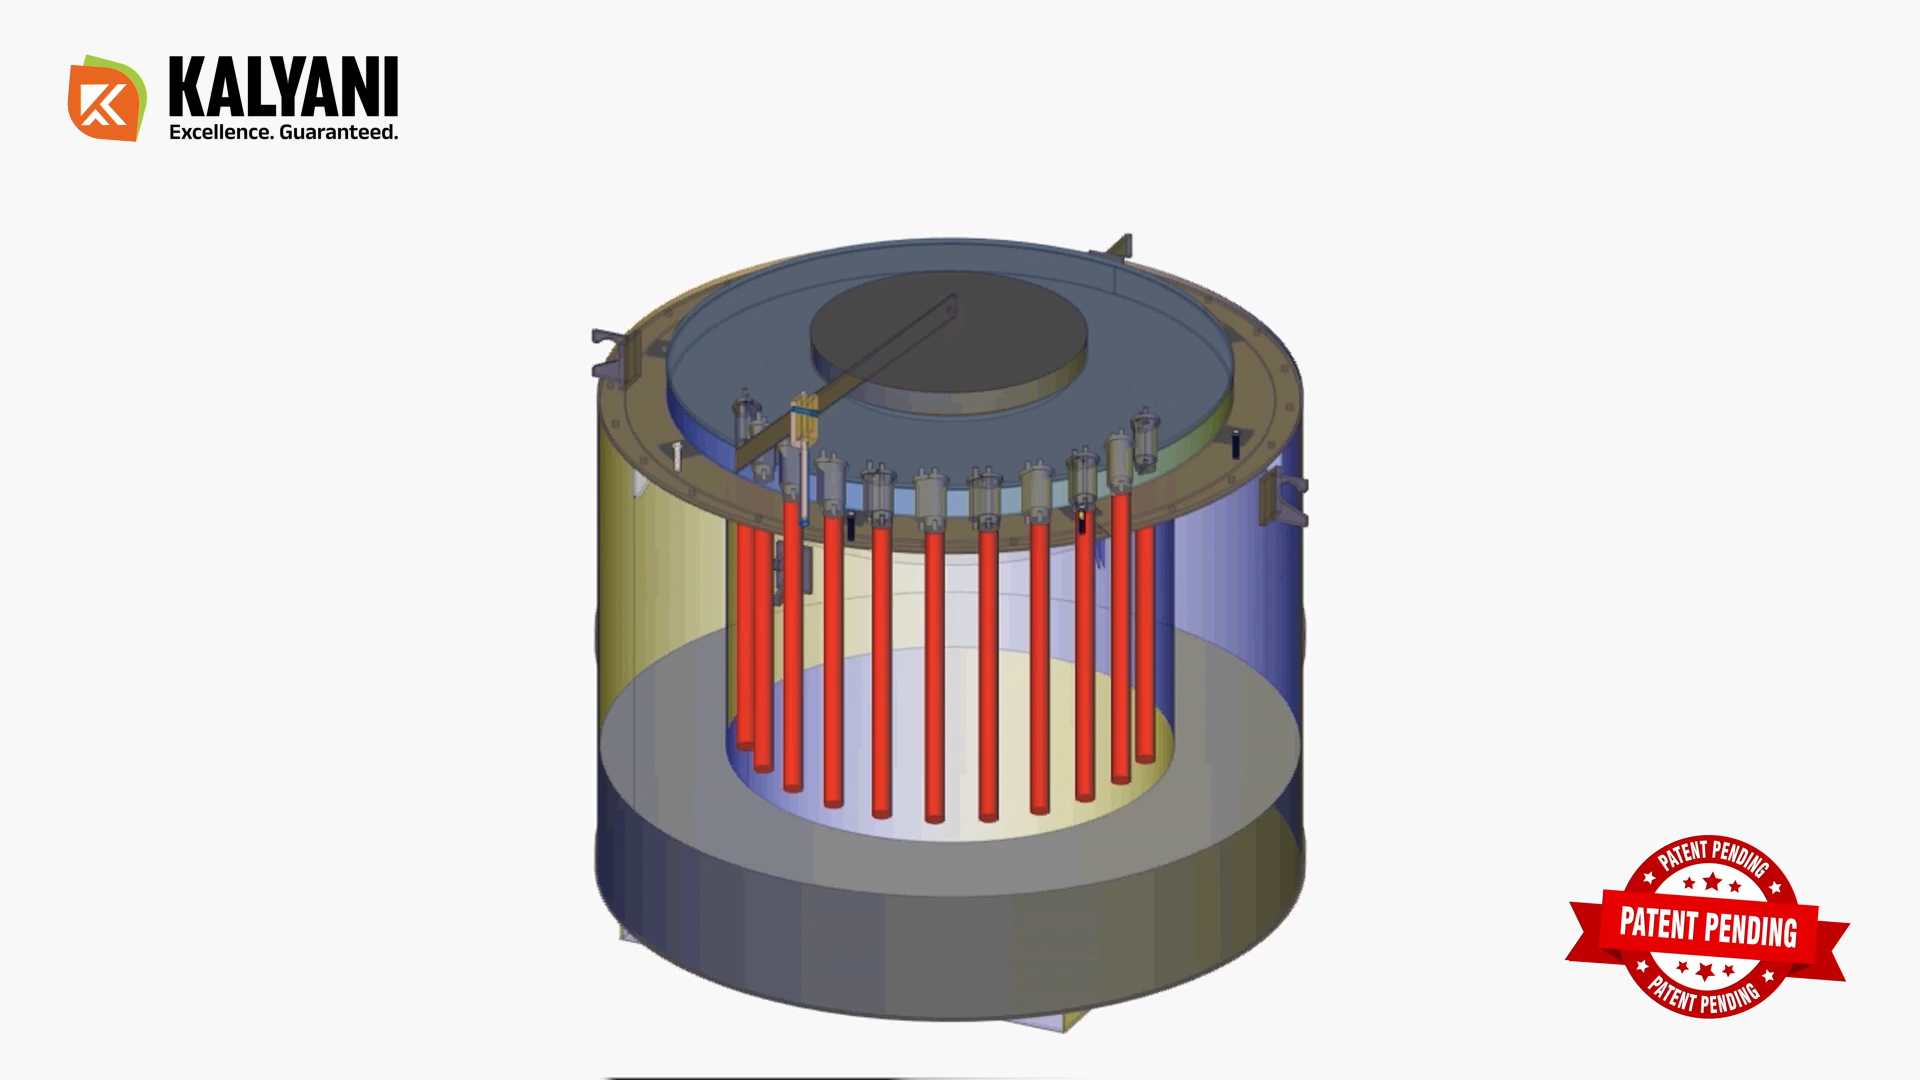 KALYANI
Excellence. Guaranteed.
PATENT PENDING
PATENT PENDING
PATENT PENDING